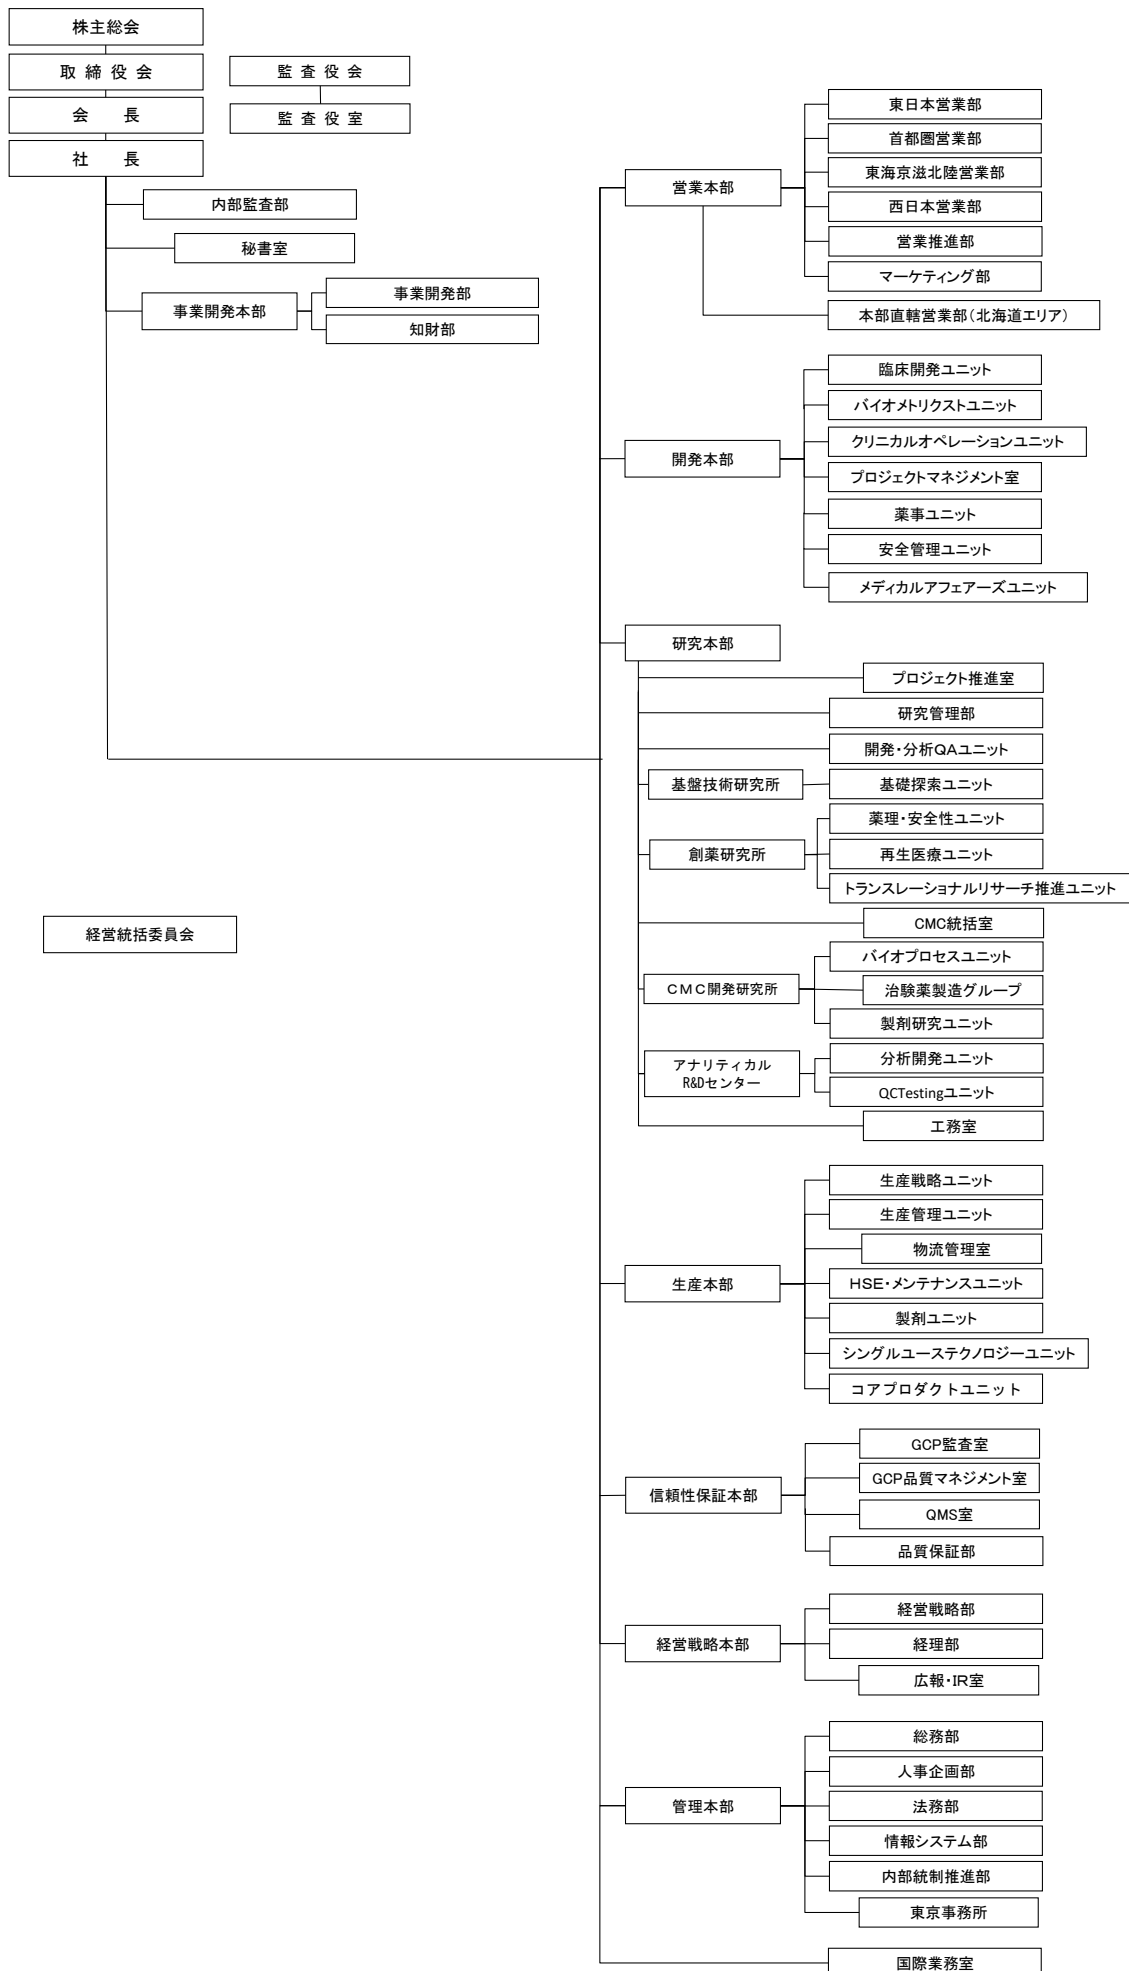 株主総会
取締役会
会　長
社　長
監査役会
監査役室
内部監査部
秘書室
事業開発本部
事業開発部
知財部
経営統括委員会
営業本部
東日本営業部
首都圏営業部
東海京滋北陸営業部
西日本営業部
営業推進部
マーケティング部
本部直轄営業部（北海道エリア）
開発本部
臨床開発ユニット
バイオメトリクストユニット
クリニカルオペレーションユニット
プロジェクトマネジメント室
薬事ユニット
安全管理ユニット
メディカルアフェアーズユニット
研究本部
プロジェクト推進室
研究管理部
開発・分析QAユニット
基盤技術研究所
基礎探索ユニット
創薬研究所
薬理・安全性ユニット
再生医療ユニット
トランスレーショナルリサーチ推進ユニット
CMC統括室
ＣＭＣ開発研究所
バイオプロセスユニット
治験薬製造グループ
製剤研究ユニット
アナリティカル
R&Dセンター
分析開発ユニット
QCTestingユニット
工務室
生産本部
生産戦略ユニット
生産管理ユニット
物流管理室
HSE・メンテナンスユニット
製剤ユニット
シングルユーステクノロジーユニット
コアプロダクトユニット
信頼性保証本部
GCP監査室
GCP品質マネジメント室
QMS室
品質保証部
経営戦略本部
経営戦略部
経理部
広報・IR室
管理本部
総務部
人事企画部
法務部
情報システム部
内部統制推進部
東京事務所
国際業務室